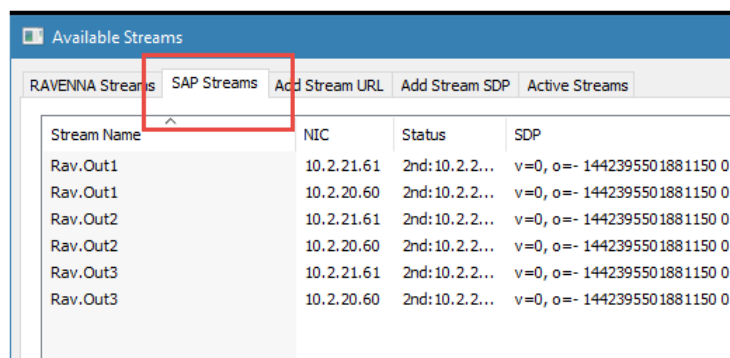 Available Streams
RAVENNA Streams SAP Streams Add Stream URL Add Stream SDP Active Streams
Stream Name NIC Status SDP
Rav.Out1 10.2.21.61 2nd:10.2.2... v=0, o=- 1442395501881150 0
Rav.Out1 10.2.20.60 2nd:10.2.2... v=0, o=- 1442395501881150 0
Rav.Out2 10.2.21.61 2nd:10.2.2... v=0, o=- 1442395501881150 0
Rav.Out2 10.2.20.60 2nd:10.2.2... v=0, o=- 1442395501881150 0
Rav.Out3 10.2.21.61 2nd:10.2.2... v=0, o=- 1442395501881150 0
Rav.Out3 10.2.20.60 2nd:10.2.2... v=0, o=- 1442395501881150 0